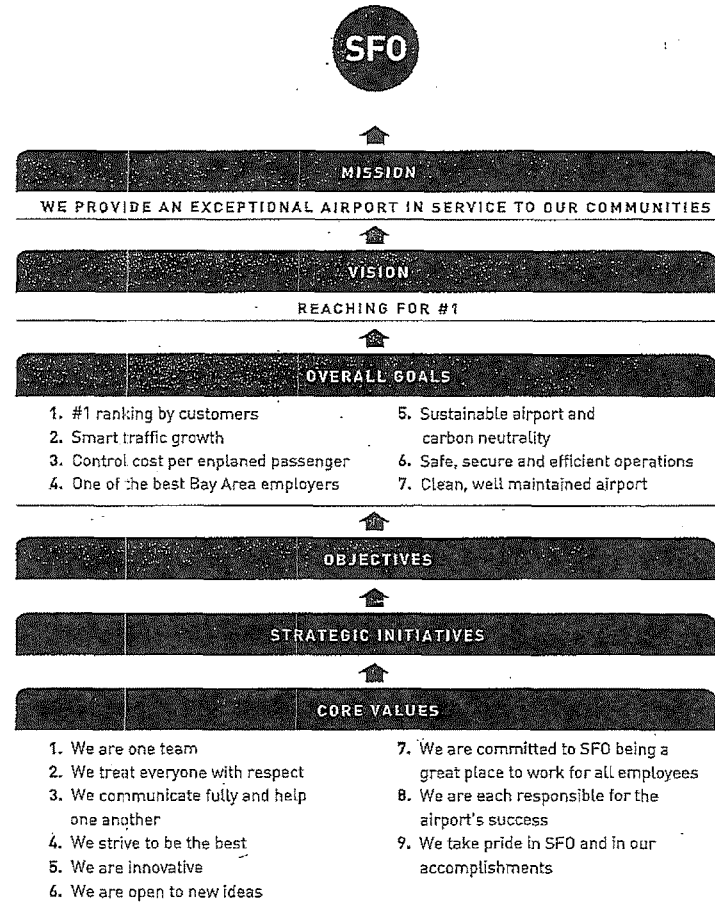 SFO
MISSION
WE PROVIDE AN EXCEPTIONAL AIRPORT IN SERVICE TO OUR COMMUNITIES
VISION
REACHING FOR #1
OVERALL GOALS
1. #1 ranking by customers
2. Smart traffic growth
3. Control cost per enplaned passenger
4. One of the best Bay Area employers
5. Sustainable airport and
carbon neutrality
6. Safe, secure and efficient operations
7. Clean, well maintained airport
OBJECTIVES
STRATEGIC INITIATIVES
CORE VALUES
1. We are one team
2. We treat everyone with respect
3. We communicate fully and help
one another
4. We strive to be the best
5. We are innovative
6. We are open to new ideas
7. We are committed to SFO being a
great place to work for all employees
8. We are each responsible for the
airport's success
9. We take pride in SFO and in our
accomplishments